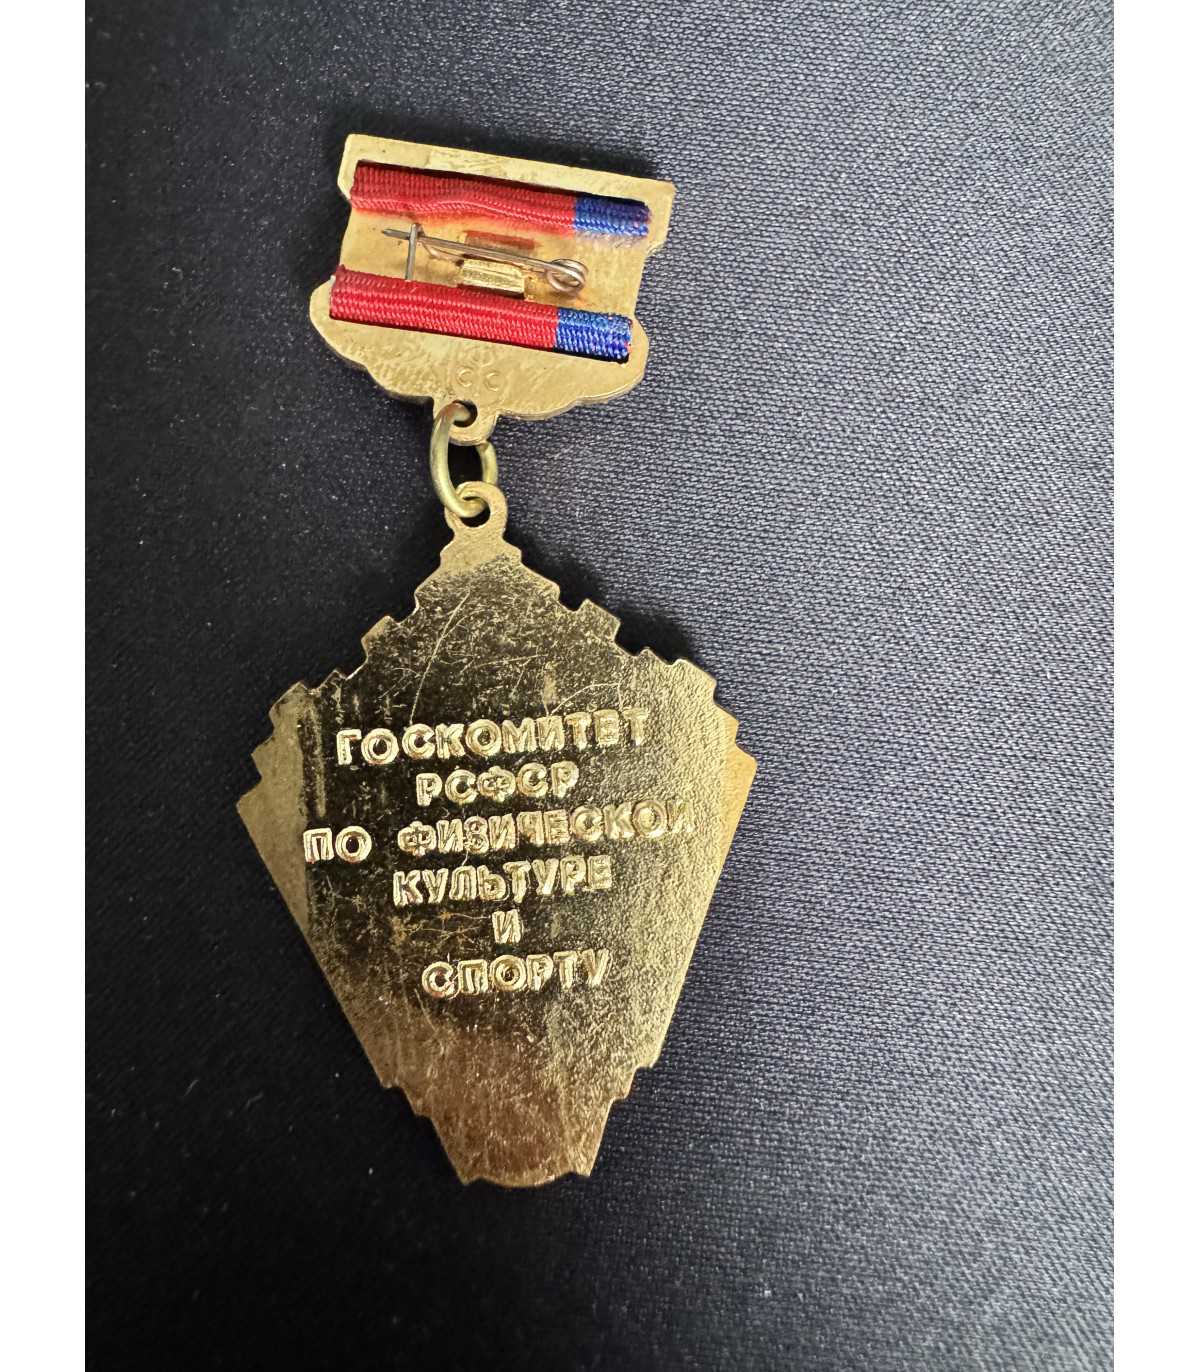 ГОСКОМИТЕТ
РСФСР
ПО ФИЗИЧЕСКОЙ
КУЛЬТУРЕ
И
СПОРТУ